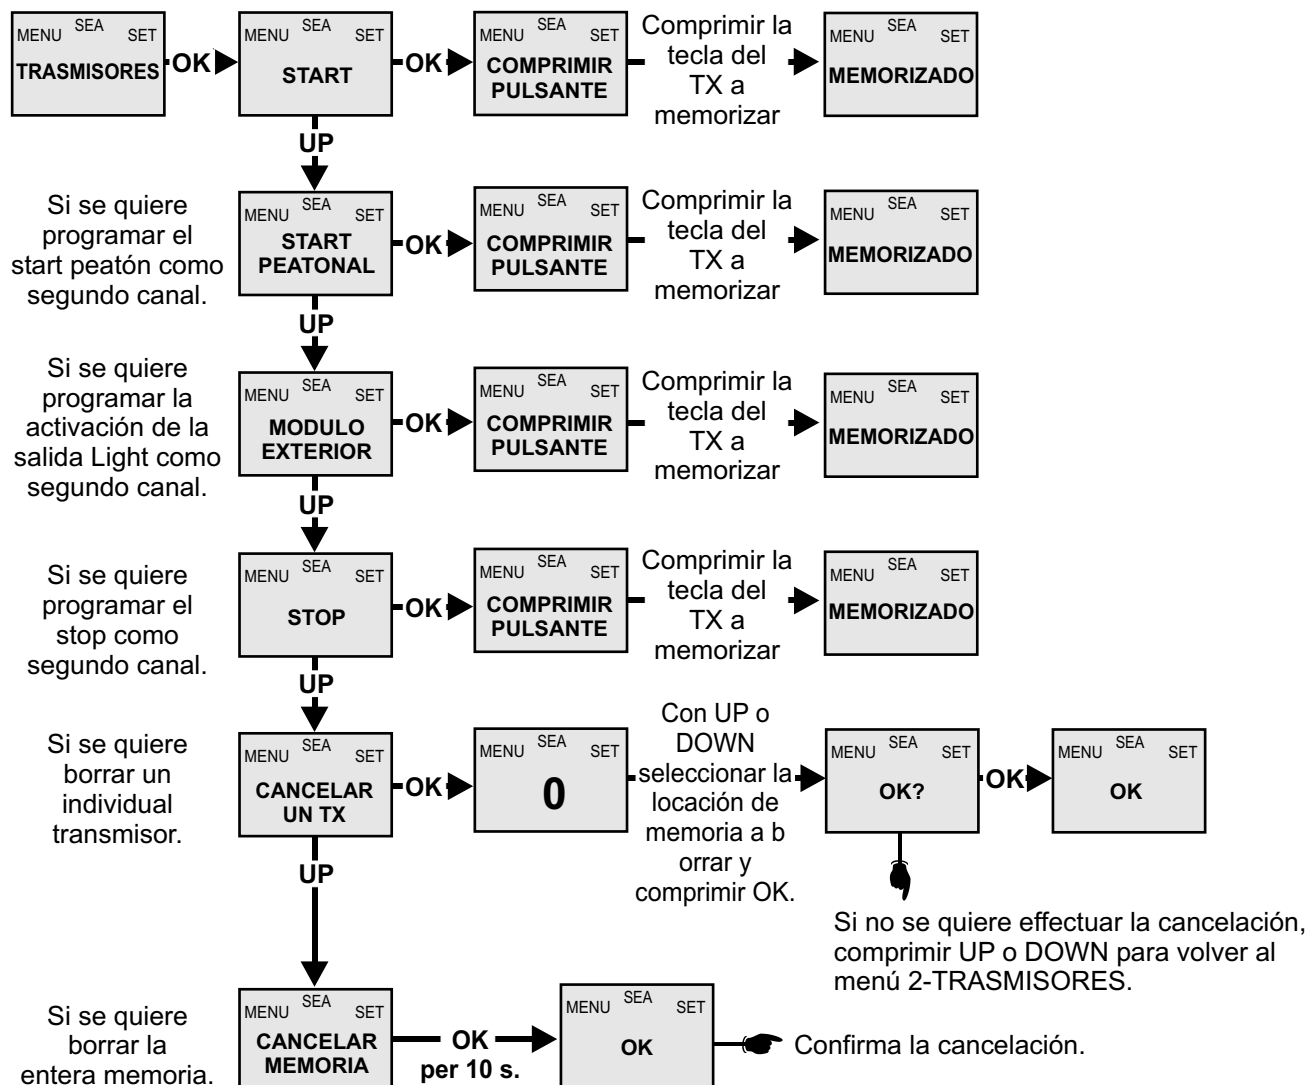 MENU SEA SET
TRASMISORES
OK
MENU SEA SET
START
OK
MENU SEA SET
COMPRIMIR
PULSANTE
Comprimir la
tecla del
TX a
memorizar
MENU SEA SET
MEMORIZADO
UP
Si se quiere
programar el
start peatón como
segundo canal.
MENU SEA SET
START
PEATONAL
OK
MENU SEA SET
COMPRIMIR
PULSANTE
Comprimir la
tecla del
TX a
memorizar
MENU SEA SET
MEMORIZADO
UP
Si se quiere
programar la
activación de la
salida Light como
segundo canal.
MENU SEA SET
MODULO
EXTERIOR
OK
MENU SEA SET
COMPRIMIR
PULSANTE
Comprimir la
tecla del
TX a
memorizar
MENU SEA SET
MEMORIZADO
UP
Si se quiere
programar el
stop como
segundo canal.
MENU SEA SET
STOP
OK
MENU SEA SET
COMPRIMIR
PULSANTE
Comprimir la
tecla del
TX a
memorizar
MENU SEA SET
MEMORIZADO
UP
Si se quiere
borrar un
individual
transmisor.
MENU SEA SET
CANCELAR
UN TX
OK
MENU SEA SET
0
Con UP o
DOWN
seleccionar la
locación de
memoria a b
orrar y
comprimir OK.
MENU SEA SET
OK?
OK
MENU SEA SET
OK
Si no se quiere effectuar la cancelación,
comprimir UP o DOWN para volver al
menú 2-TRASMISORES.
UP
Si se quiere
borrar la
entera memoria.
MENU SEA SET
CANCELAR
MEMORIA
OK
per 10 s.
MENU SEA SET
OK
Confirma la cancelación.